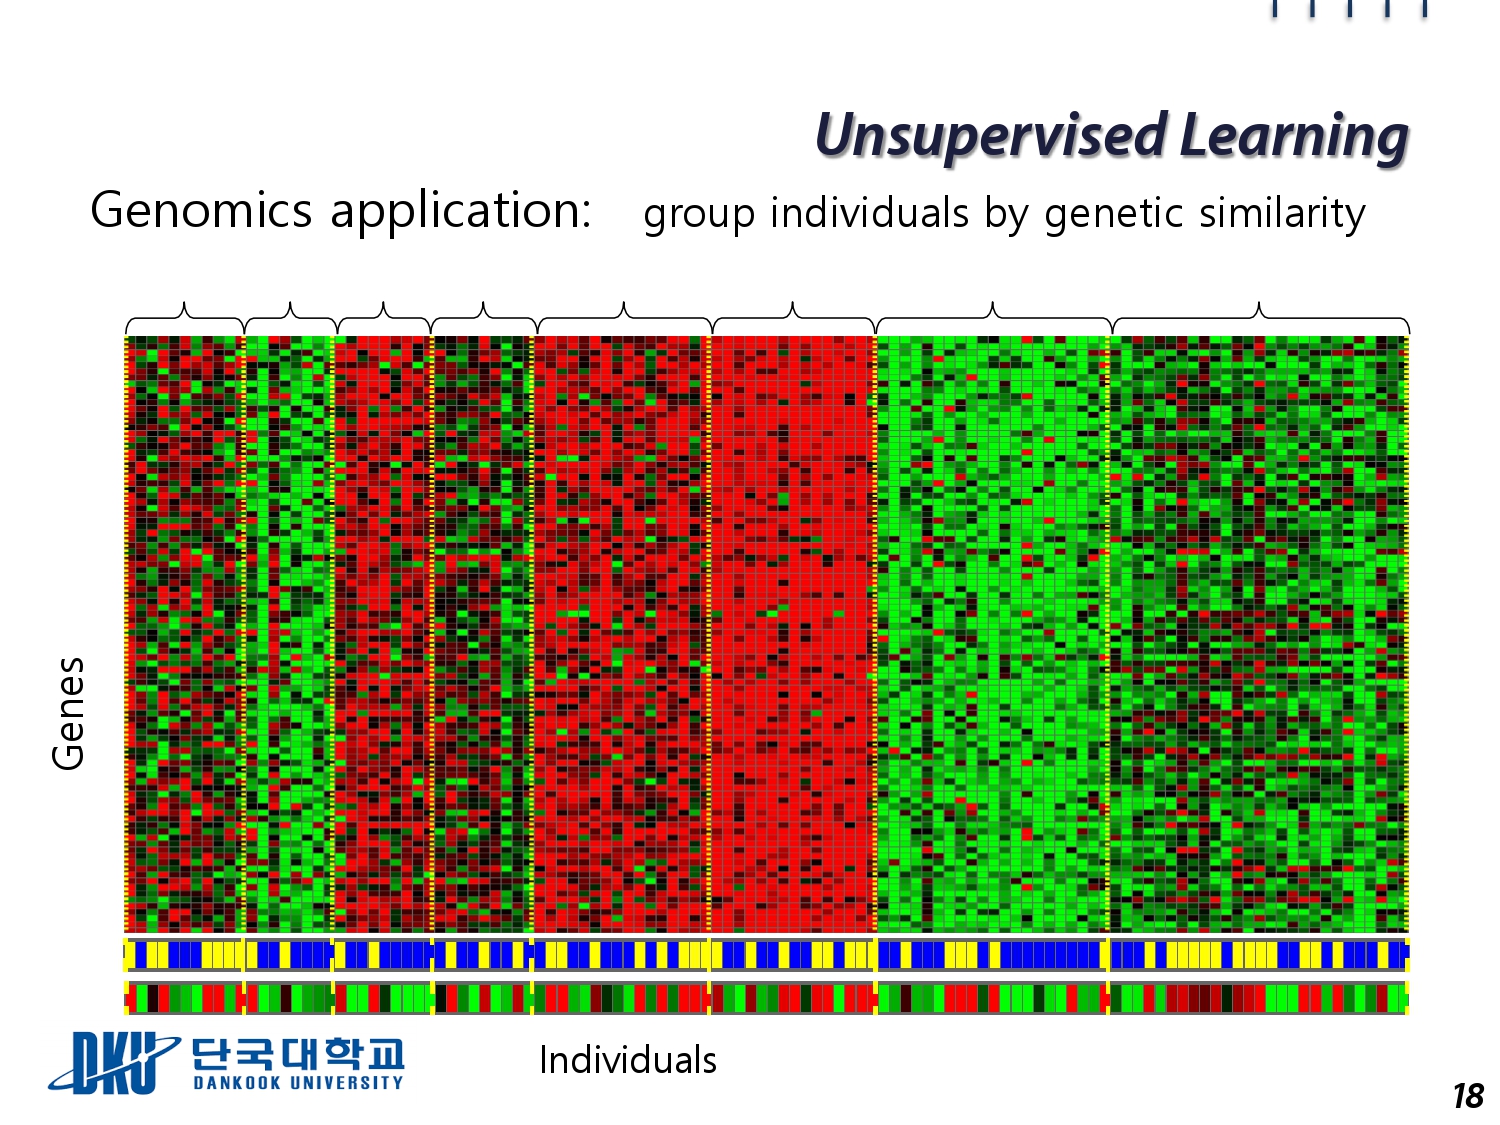 Unsupervised Learning
Genomics application: group individuals by genetic similarity
Genes
Individuals
DKU 단국대학교
DANKOOK UNIVERSITY
18